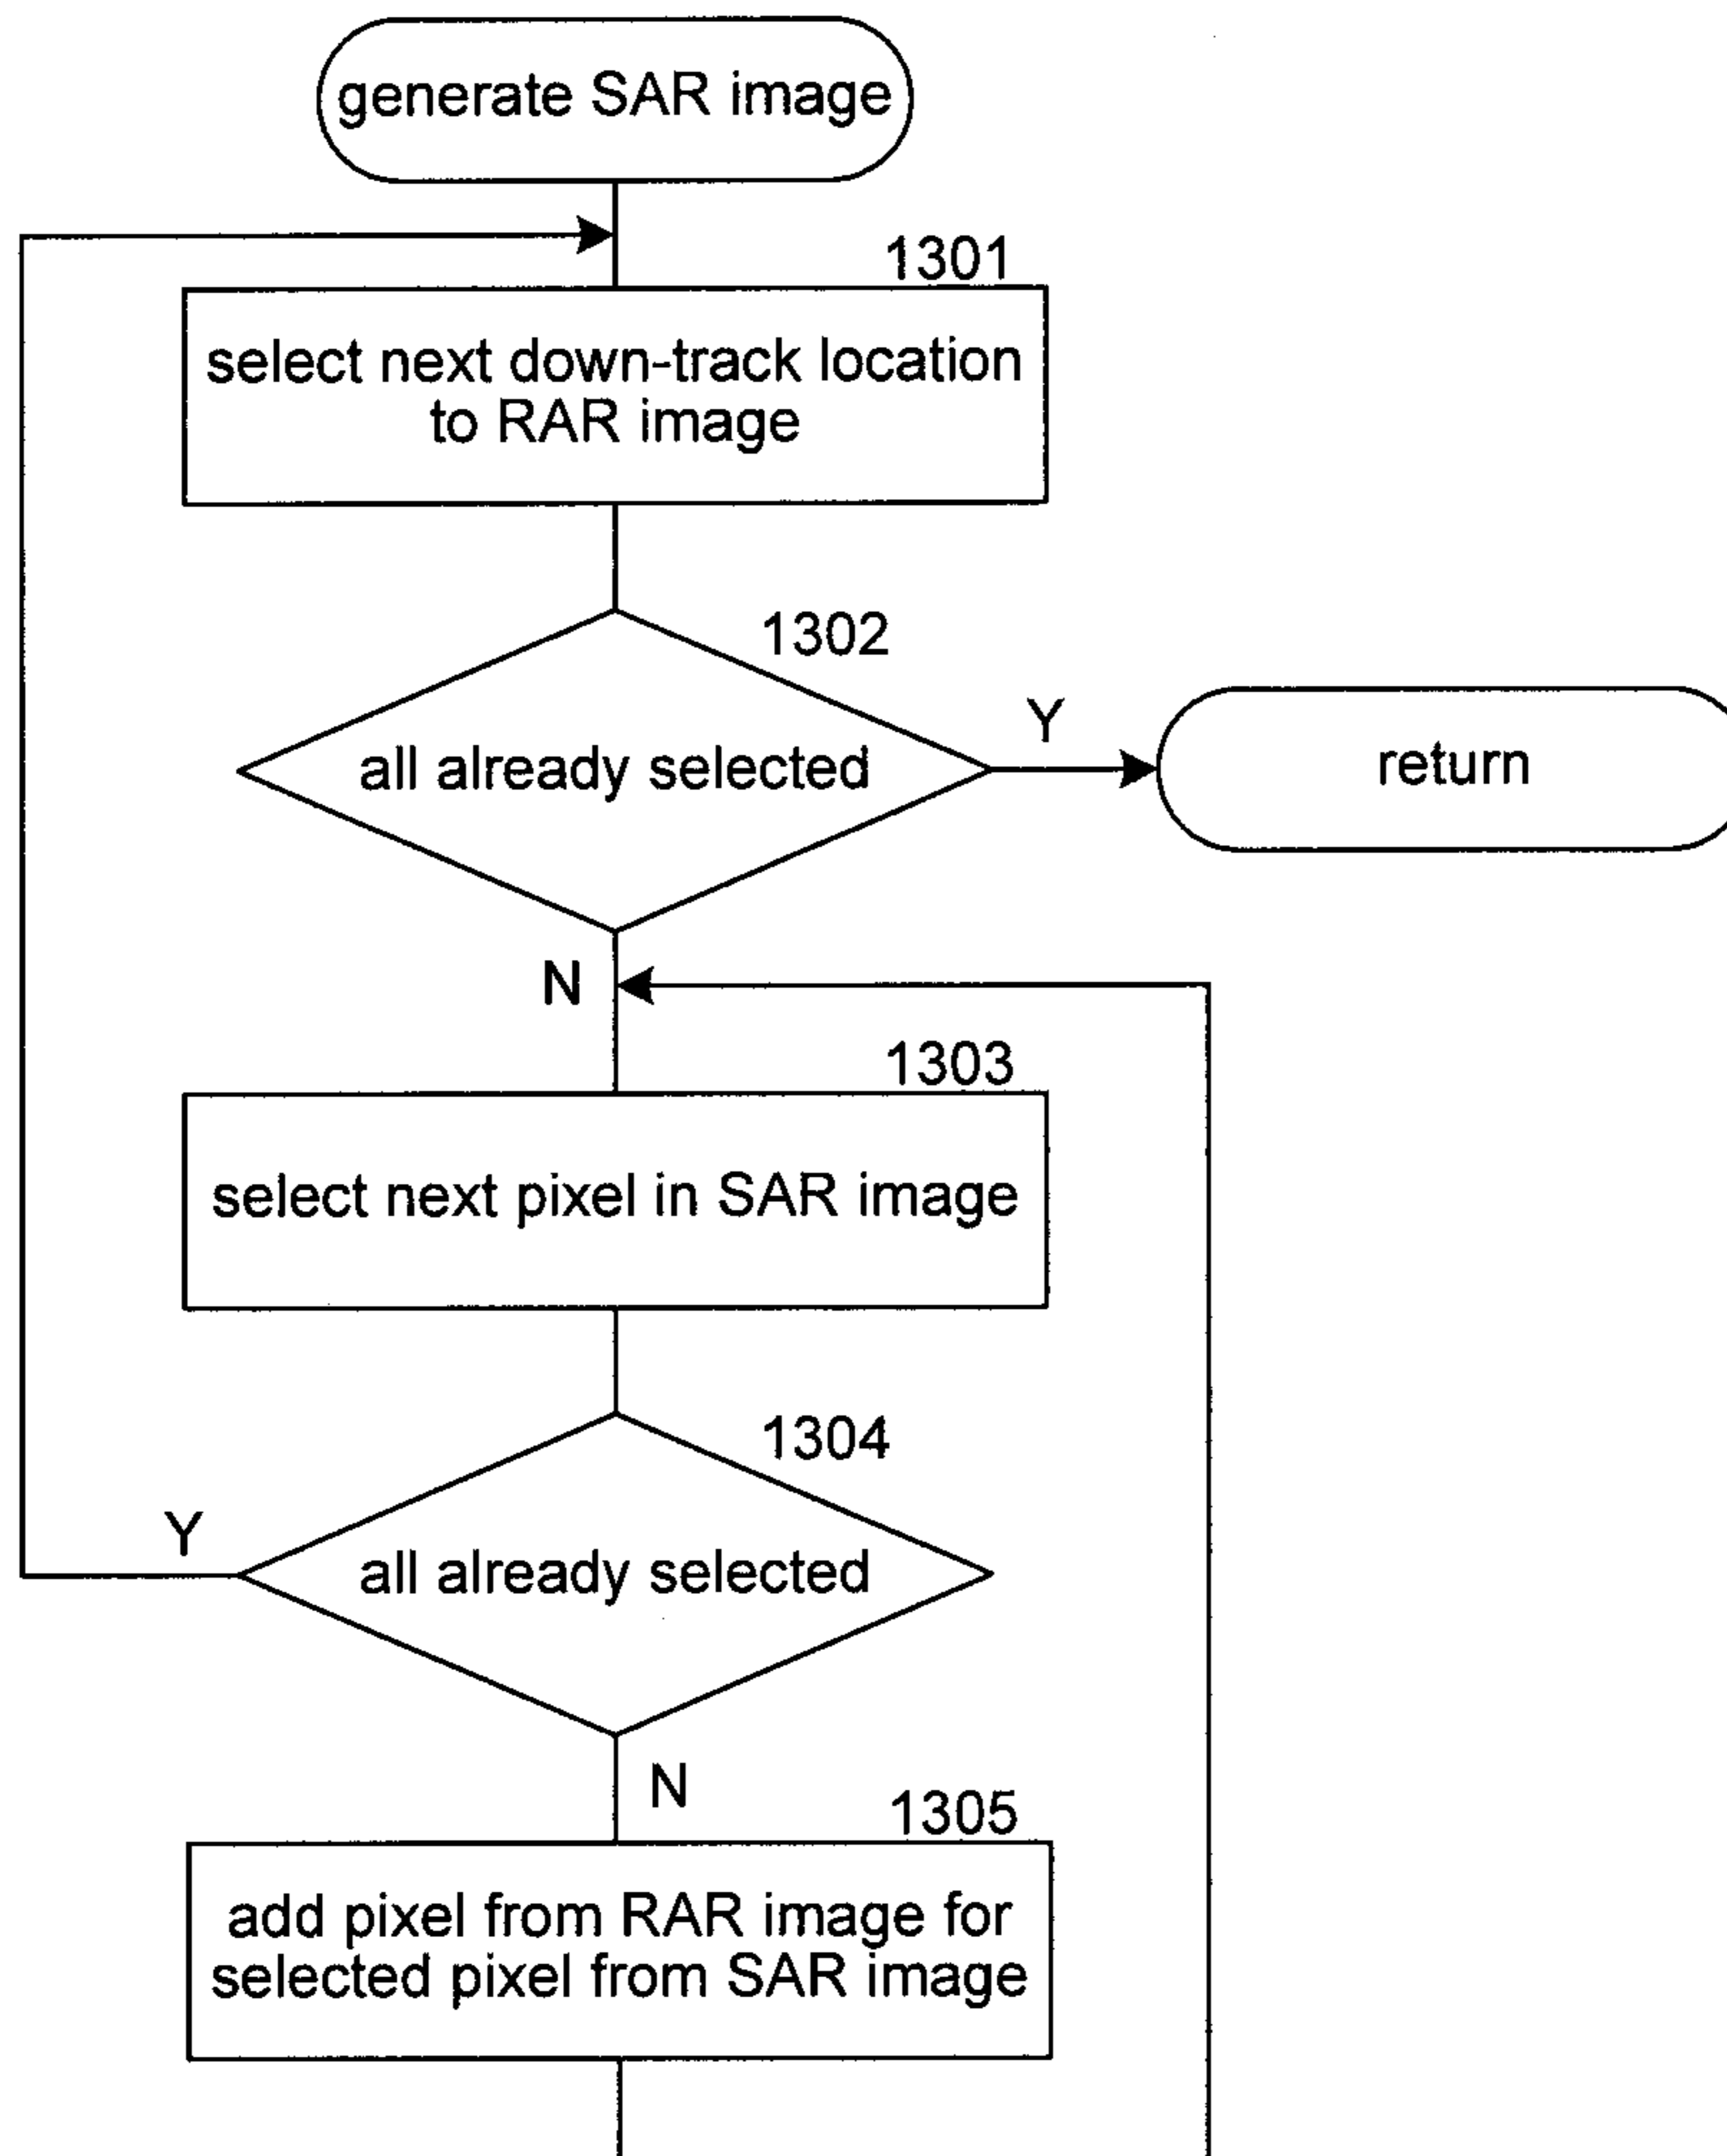 generate SAR image
1301
select next down-track location
to RAR image
1302
all already selected
Y
return
N
1303
select next pixel in SAR image
1304
Y
all already selected
N
1305
add pixel from RAR image for
selected pixel from SAR image